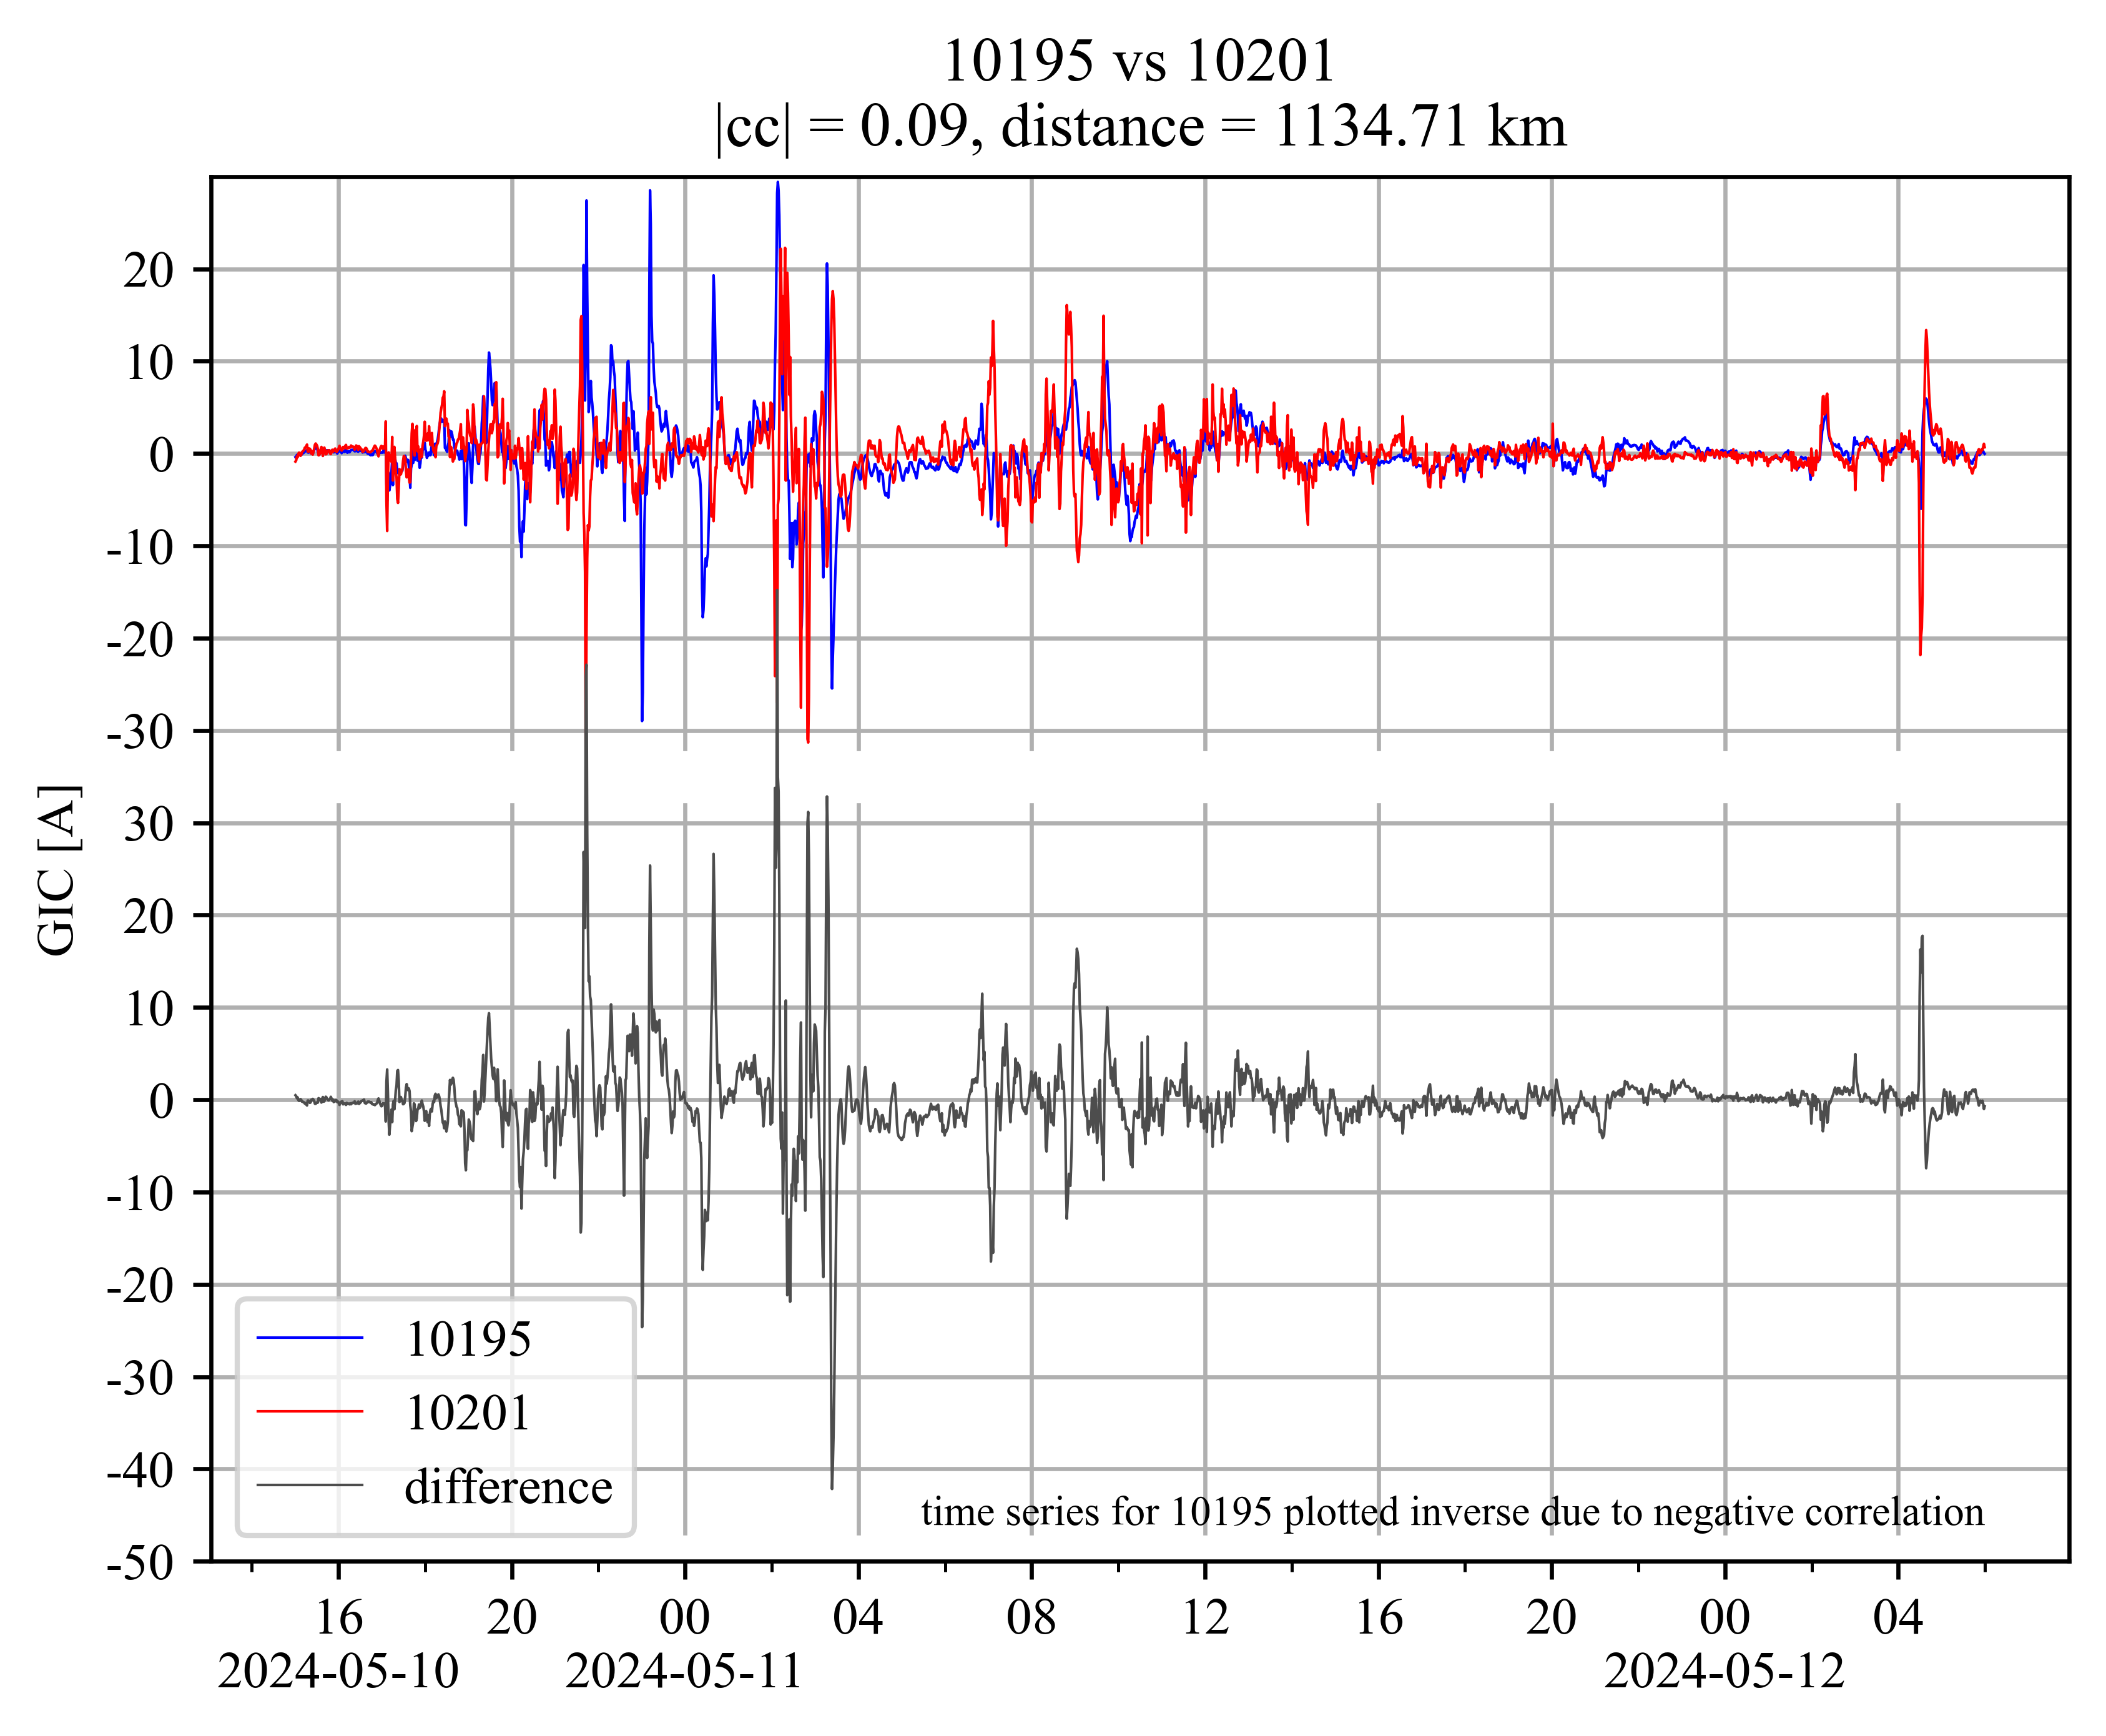 10195 vs 10201
|cc| = 0.09, distance = 1134.71 km
GIC [A]
20
10
0
-10
-20
-30
30
20
10
0
-10
-20
-30
-40
-50
10195
10201
difference
time series for 10195 plotted inverse due to negative correlation
16 20 00 04 08 12 16 20 00 04
2024-05-10 2024-05-11 2024-05-12